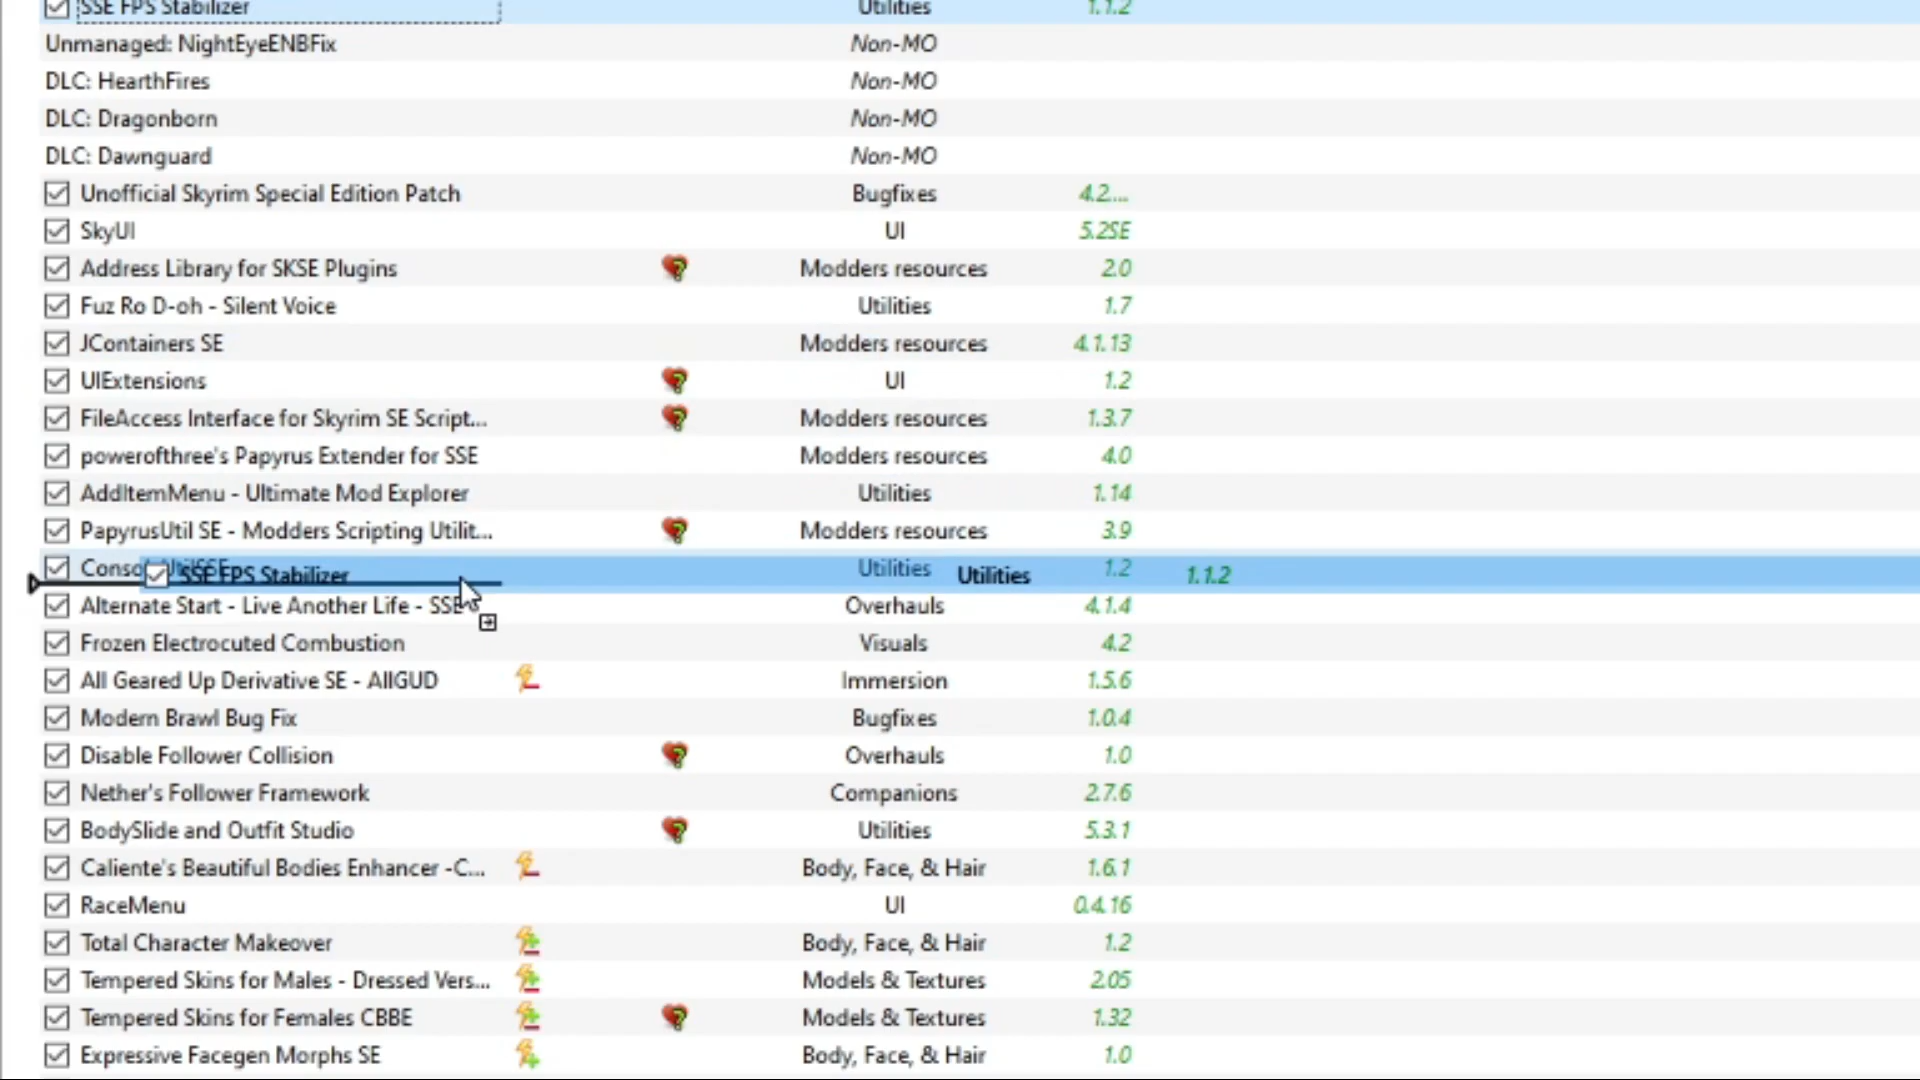 SSE FPS Stabilizer Utilities 1.1.2
Unmanaged: NightEyeENBFix Non-MO
DLC: HearthFires Non-MO
DLC: Dragonborn Non-MO
DLC: Dawnguard Non-MO
Unofficial Skyrim Special Edition Patch Bugfixes 4.2....
SkyUI UI 5.2SE
Address Library for SKSE Plugins Modders resources 2.0
Fuz Ro D-oh - Silent Voice Utilities 1.7
JContainers SE Modders resources 4.1.13
UIExtensions UI 1.2
FileAccess Interface for Skyrim SE Script... Modders resources 1.3.7
powerofthree's Papyrus Extender for SSE Modders resources 4.0
AddItemMenu - Ultimate Mod Explorer Utilities 1.14
PapyrusUtil SE - Modders Scripting Utilit... Modders resources 3.9
ConsoleUtilSSE Utilities 1.2
SSE FPS Stabilizer Utilities 1.1.2
Alternate Start - Live Another Life - SSE Overhauls 4.1.4
Frozen Electrocuted Combustion Visuals 4.2
All Geared Up Derivative SE - AllGUD Immersion 1.5.6
Modern Brawl Bug Fix Bugfixes 1.0.4
Disable Follower Collision Overhauls 1.0
Nether's Follower Framework Companions 2.7.6
BodySlide and Outfit Studio Utilities 5.3.1
Caliente's Beautiful Bodies Enhancer -C... Body, Face, & Hair 1.6.1
RaceMenu UI 0.4.16
Total Character Makeover Body, Face, & Hair 1.2
Tempered Skins for Males - Dressed Vers... Models & Textures 2.05
Tempered Skins for Females CBBE Models & Textures 1.32
Expressive Facegen Morphs SE Body, Face, & Hair 1.0